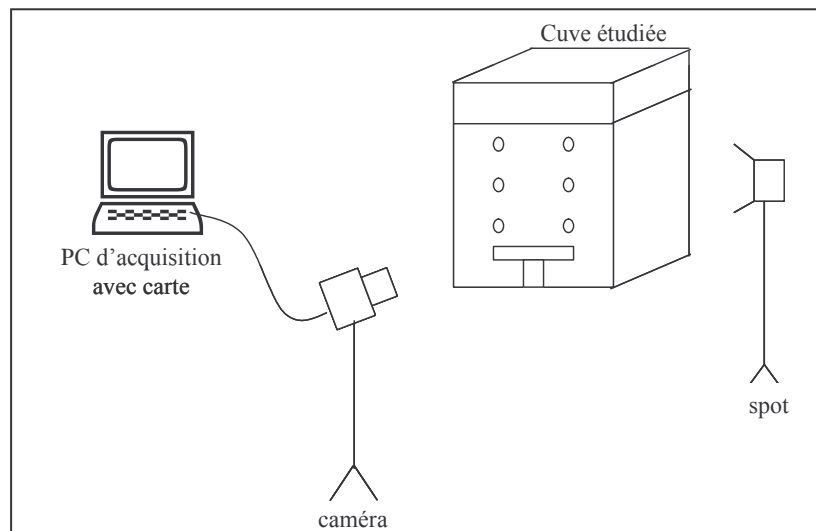 Cuve étudiée
PC d'acquisition
avec carte
spot
caméra